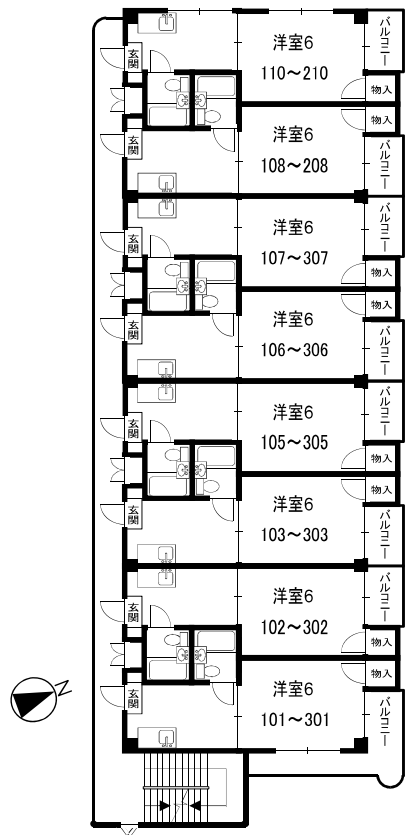 洋室6
110～210
玄関
バルコニー
物入
物入
玄関
洋室6
108～208
バルコニー
洋室6
107～307
玄関
バルコニー
物入
物入
玄関
洋室6
106～306
バルコニー
洋室6
105～305
玄関
バルコニー
物入
物入
玄関
洋室6
103～303
バルコニー
洋室6
102～302
玄関
バルコニー
物入
物入
玄関
洋室6
101～301
バルコニー
N